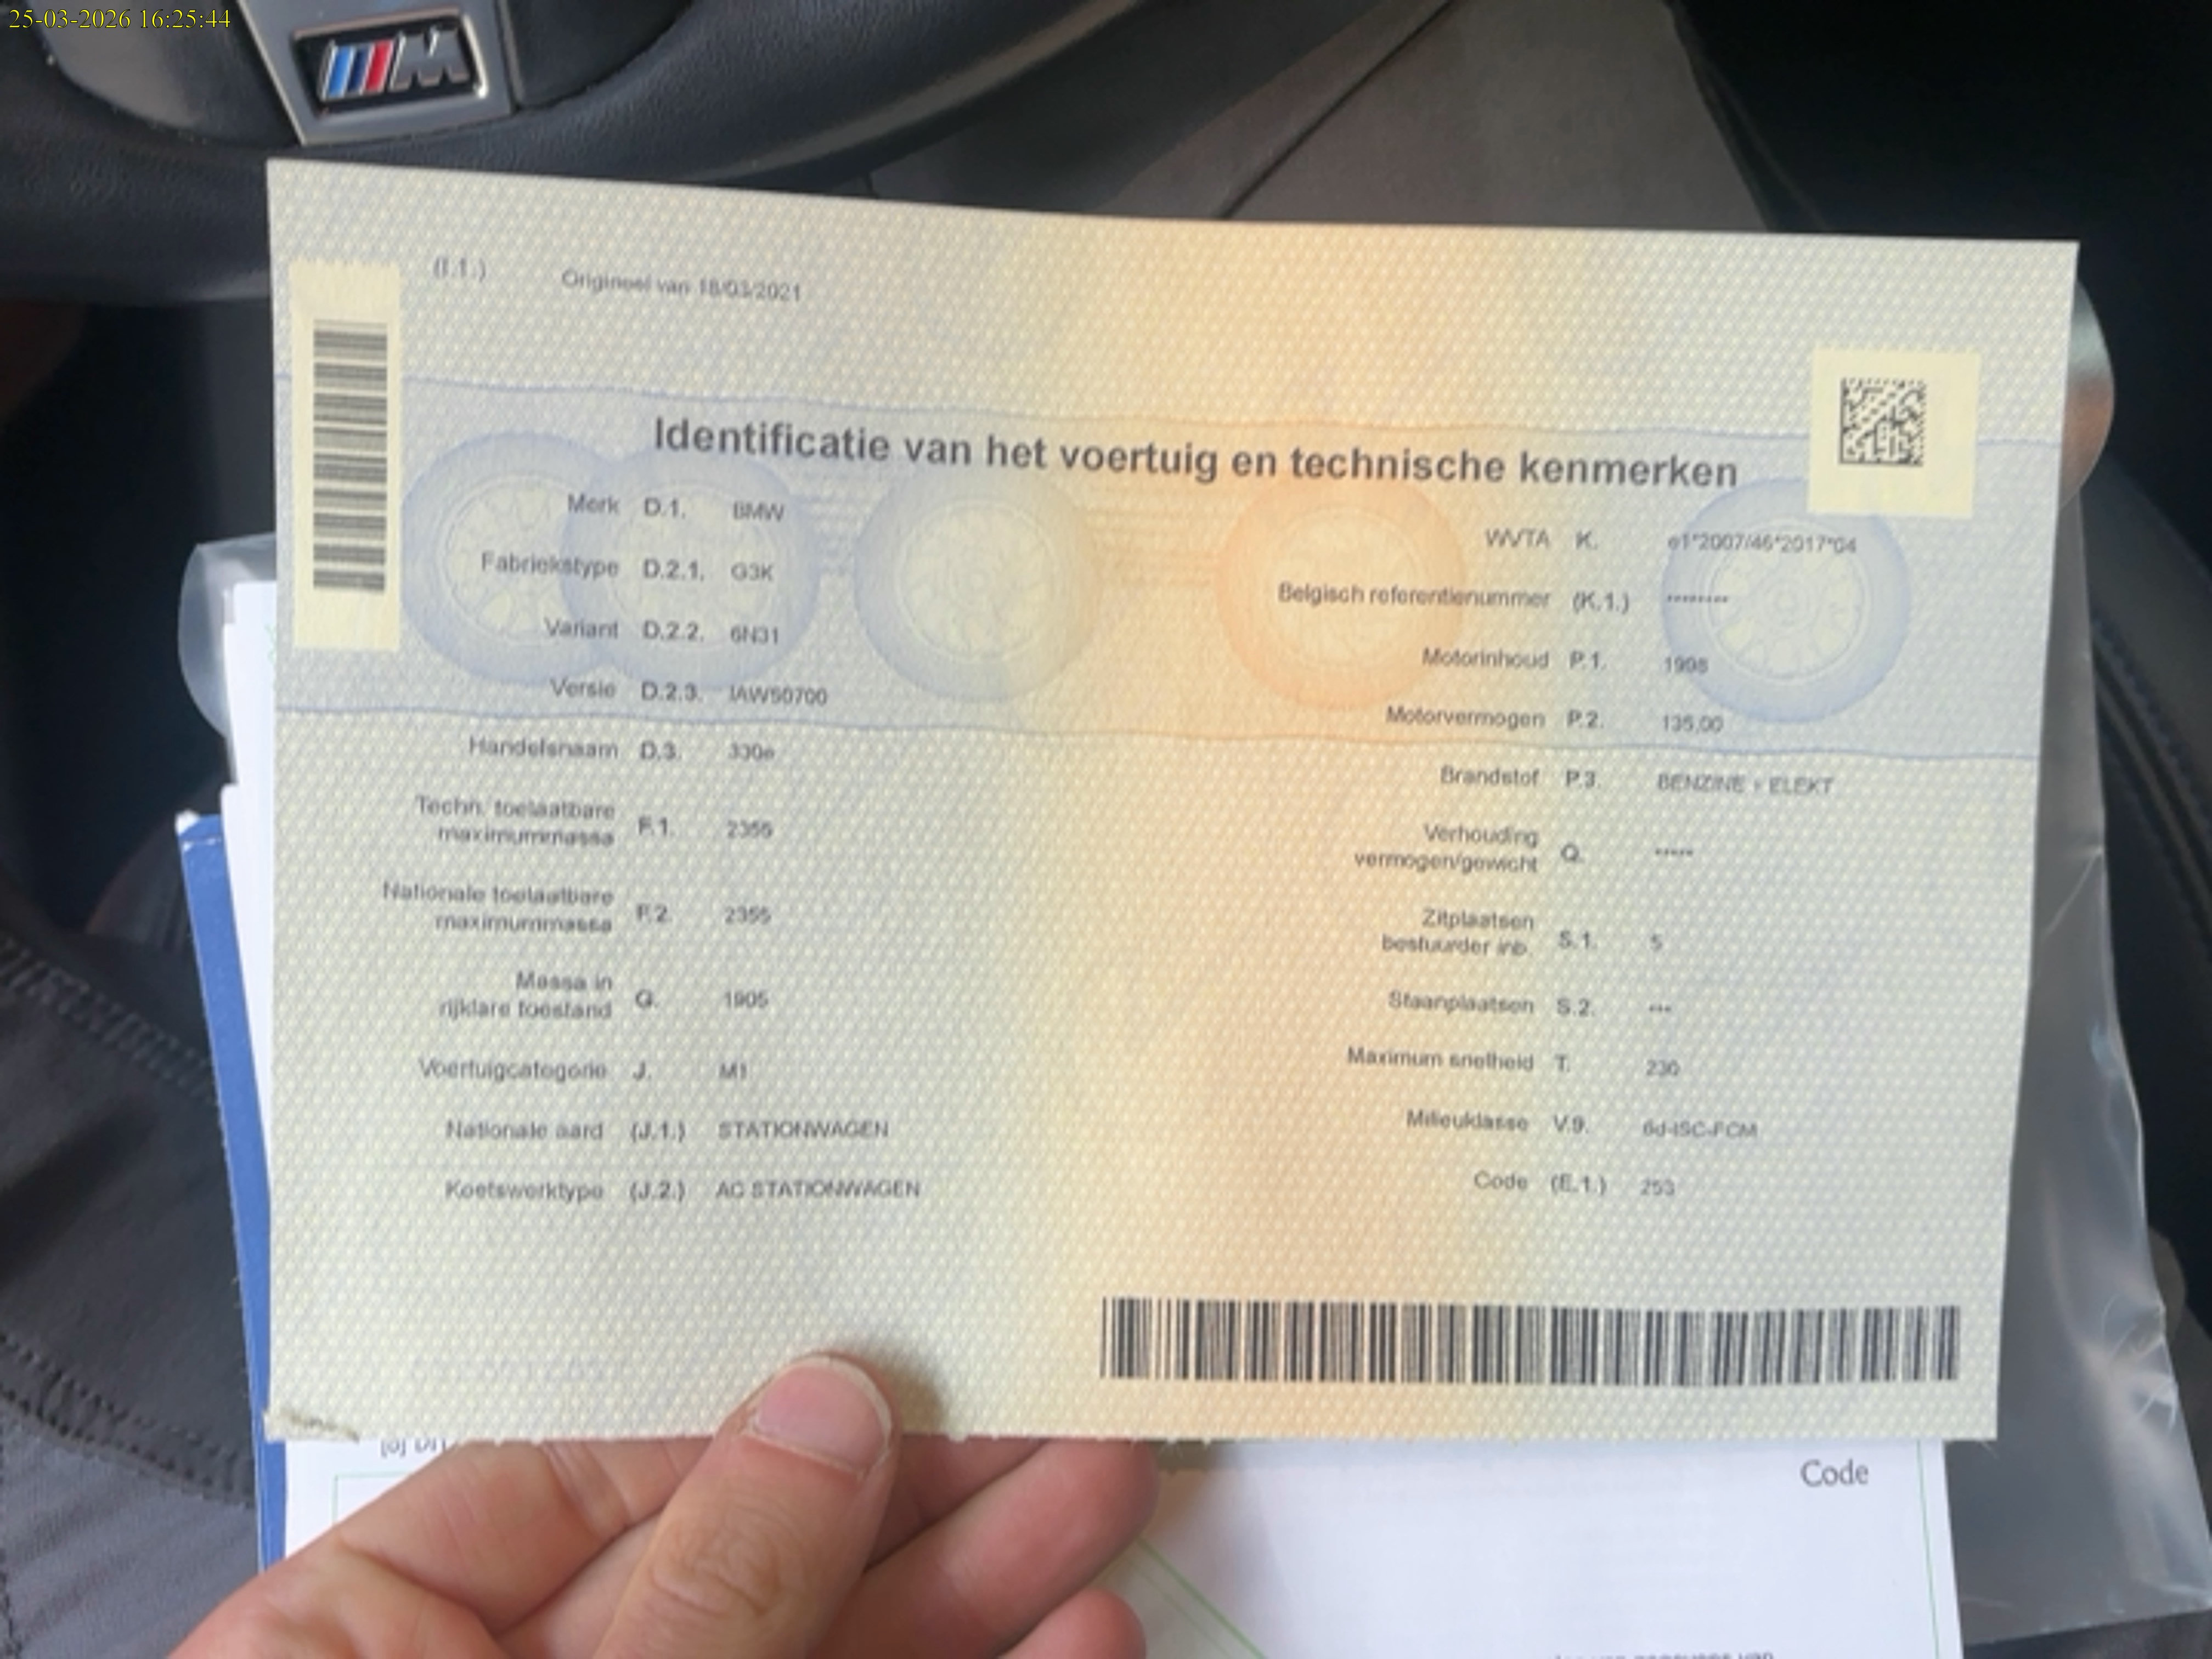 25-03-2026 16:25:44
M
(I.1.) Origineel van 18/03/2021
Identificatie van het voertuig en technische kenmerken
Merk D.1. BMW
Fabriekstype D.2.1. G3K
Variant D.2.2. 6N31
Versie D.2.3. IAW50700
Handelsnaam D.3. 330e
Techn. toelaatbare
maximummassa F.1. 2355
Nationale toelaatbare
maximummassa F.2. 2355
Massa in
rijklare toestand G. 1905
Voertuigcategorie J. M1
Nationale aard (J.1.) STATIONWAGEN
Koetswerktype (J.2.) AC STATIONWAGEN
WVTA K. e1*2007/46*2017*04
Belgisch referentienummer (K.1.) --------
Motorinhoud P.1. 1998
Motorvermogen P.2. 135,00
Brandstof P.3. BENZINE + ELEKT
Verhouding
vermogen/gewicht Q. -----
Zitplaatsen
bestuurder inb. S.1. 5
Staanplaatsen S.2. ---
Maximum snelheid T. 230
Milieuklasse V.9. 6d-ISC-FCM
Code (E.1.) 253
Code